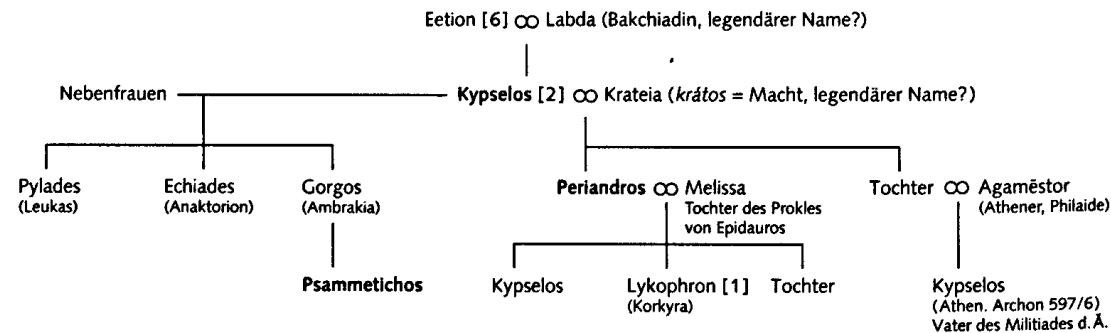 Eetion [6] ⚭ Labda (Bakchiadin, legendärer Name?)
Nebenfrauen Kypselos [2] ⚭ Krateia (krátos = Macht, legendärer Name?)
Pylades Echiades Gorgos Periandros ⚭ Melissa Tochter ⚭ Agamēstor
(Leukas) (Anaktorion) (Ambrakia) Tochter des Prokles (Athener, Philaide)
von Epidauros
Psammetichos Kypselos Lykophron [1] Tochter Kypselos
(Korkyra) (Athen. Archon 597/6)
Vater des Militiades d. Ä.